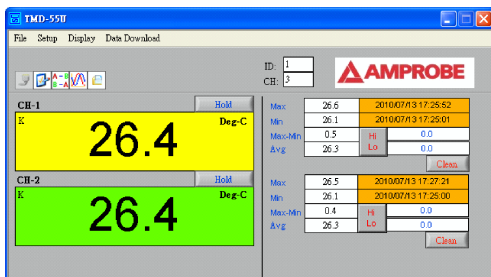 TMD-55U
File Setup Display Data Download
A-B
B-A
ID: 1
CH: 3
AMPROBE
CH-1 Hold
K 26.4 Deg-C
Max 26.6 2010/07/13 17:25:52
Min 26.1 2010/07/13 17:25:01
Max-Min 0.5 Hi 0.0
Avg 26.3 Lo 0.0
Clean
CH-2 Hold
K 26.4 Deg-C
Max 26.5 2010/07/13 17:27:21
Min 26.1 2010/07/13 17:25:00
Max-Min 0.4 Hi 0.0
Avg 26.3 Lo 0.0
Clean